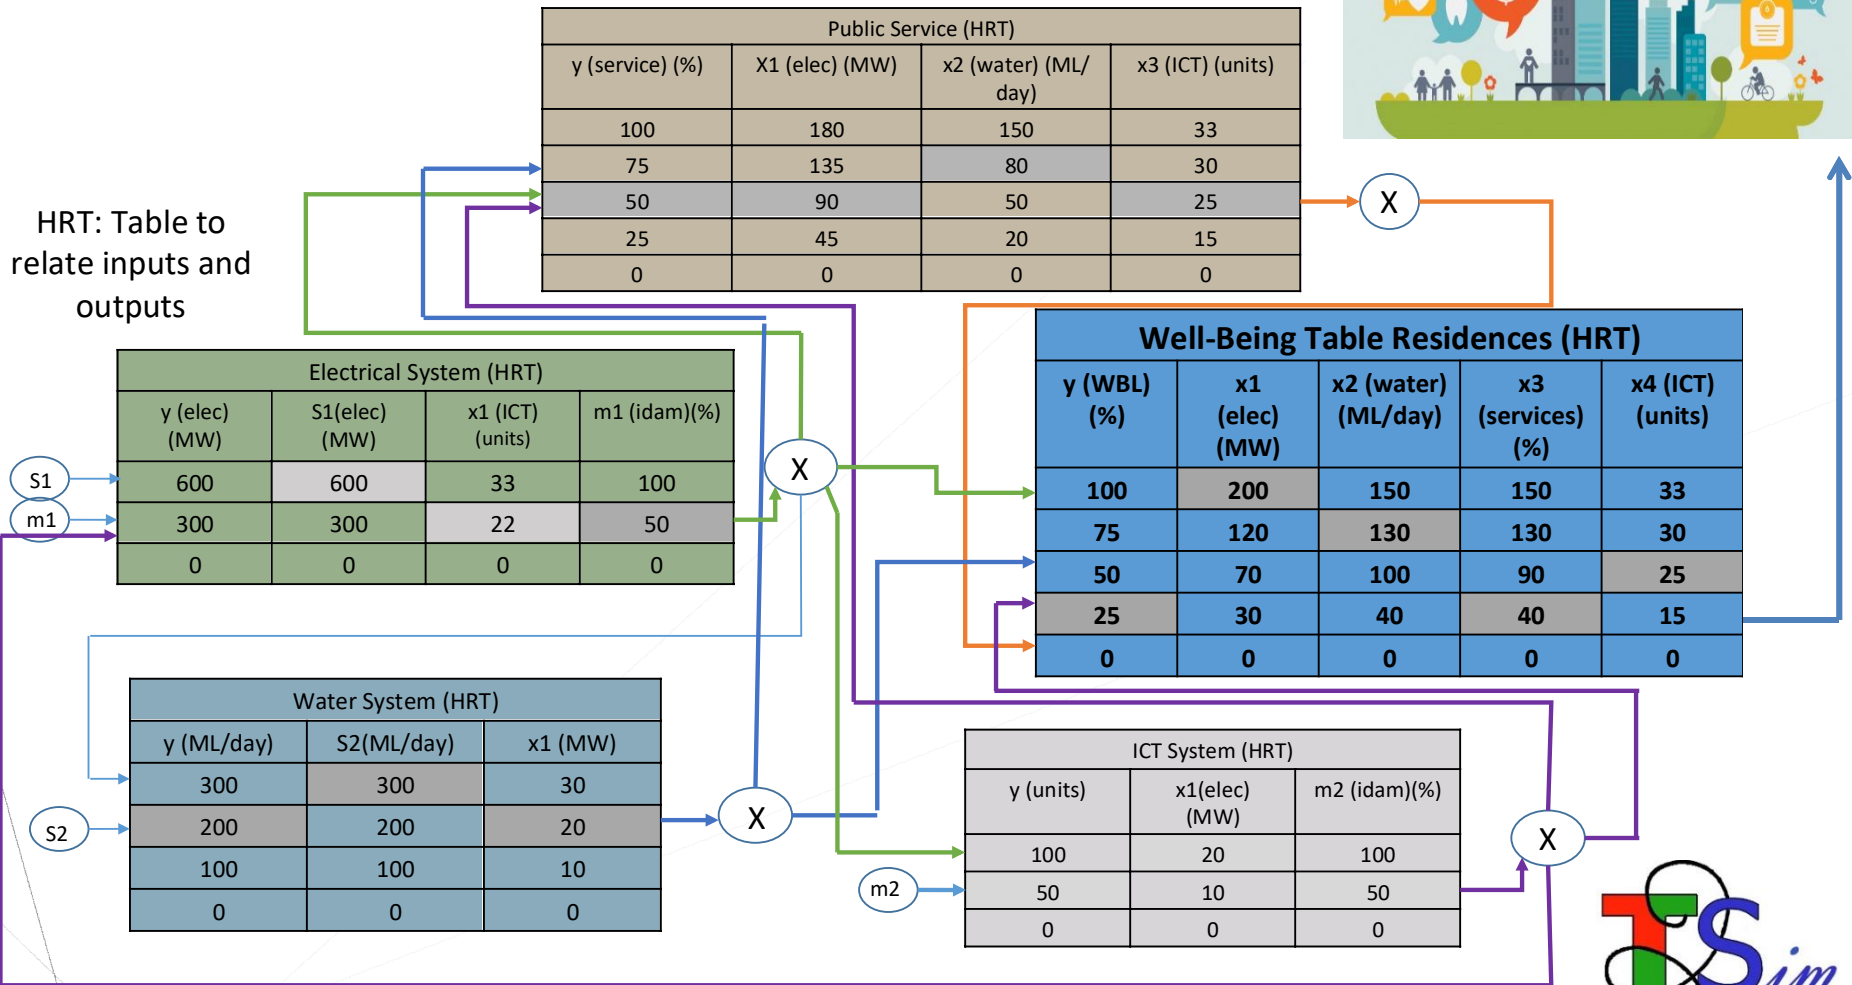 Public Service (HRT)
y (service) (%) X1 (elec) (MW) x2 (water) (ML/
day) x3 (ICT) (units)
100 180 150 33
75 135 80 30
50 90 50 25
25 45 20 15
0 0 0 0
X
HRT: Table to
relate inputs and
outputs
Well-Being Table Residences (HRT)
y (WBL) x1 x2 (water) x3 x4 (ICT)
(%) (elec) (ML/day) (services) (units)
(MW) (%)
100 200 150 150 33
75 120 130 130 30
50 70 100 90 25
25 30 40 40 15
0 0 0 0 0
Electrical System (HRT)
y (elec) S1(elec) x1 (ICT) m1 (idam)(%)
(MW) (MW) (units)
600 600 33 100
300 300 22 50
0 0 0 0
S1
m1
X
Water System (HRT)
y (ML/day) S2(ML/day) x1 (MW)
300 300 30
200 200 20
100 100 10
0 0 0
S2
X
ICT System (HRT)
y (units) x1(elec) m2 (idam)(%)
(MW)
100 20 100
50 10 50
0 0 0
m2
X
TSim